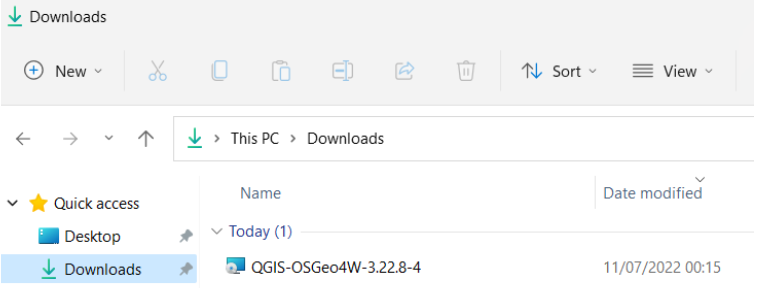 Downloads
New Sort View
This PC Downloads
Name Date modified
Quick access
Today (1)
Desktop
Downloads
QGIS-OSGeo4W-3.22.8-4 11/07/2022 00:15